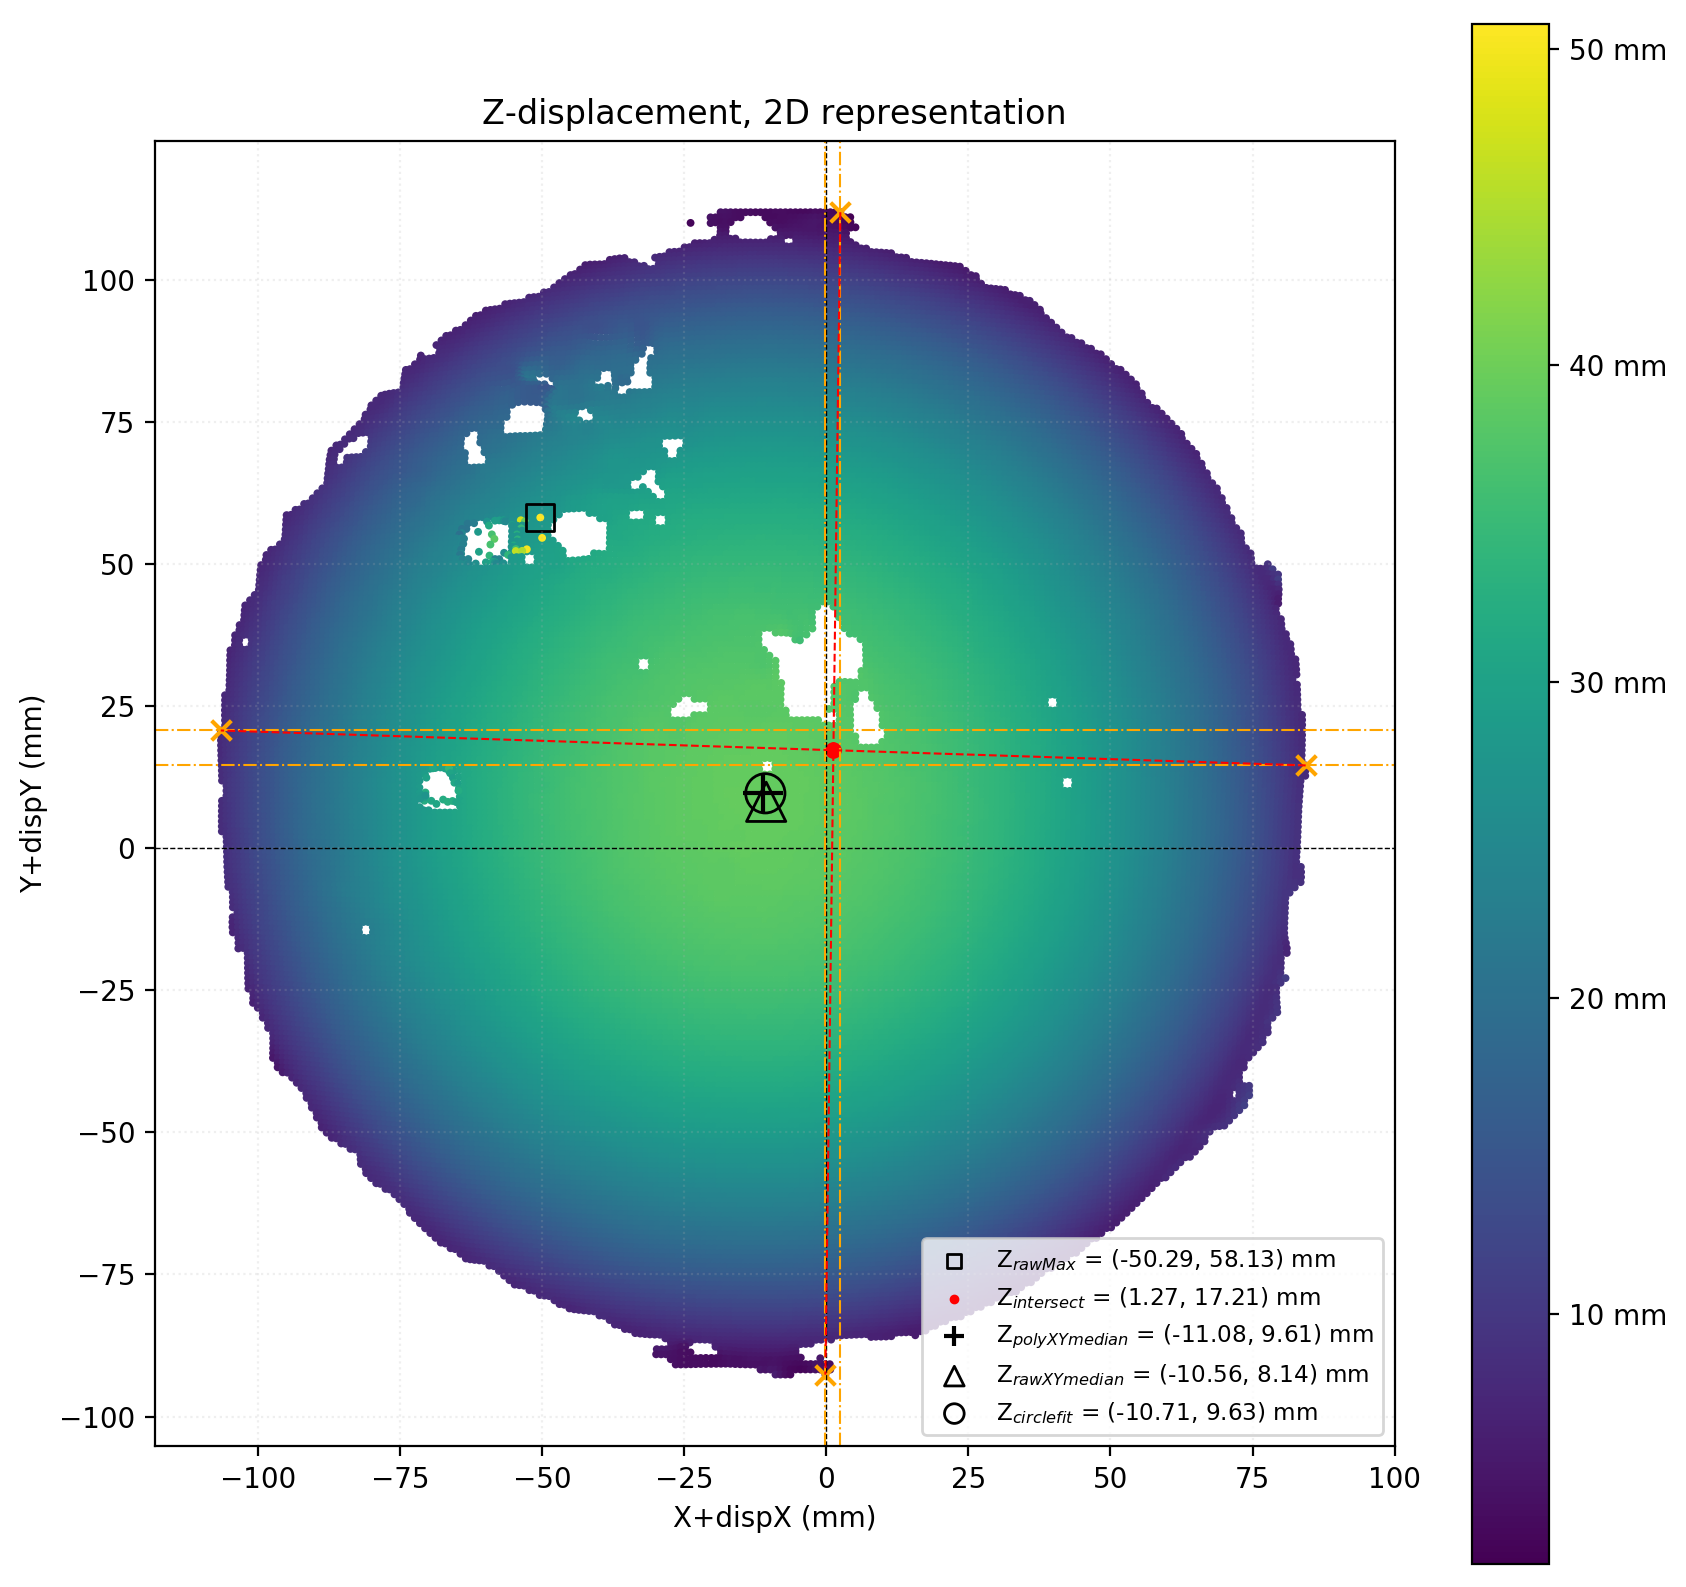 Z-displacement, 2D representation
50 mm
40 mm
30 mm
20 mm
10 mm
Y+dispY (mm)
100
75
50
25
0
−25
−50
−75
−100
Z_rawMax = (-50.29, 58.13) mm
Z_intersect = (1.27, 17.21) mm
Z_polyXYmedian = (-11.08, 9.61) mm
Z_rawXYmedian = (-10.56, 8.14) mm
Z_circlefit = (-10.71, 9.63) mm
−100 −75 −50 −25 0 25 50 75 100
X+dispX (mm)